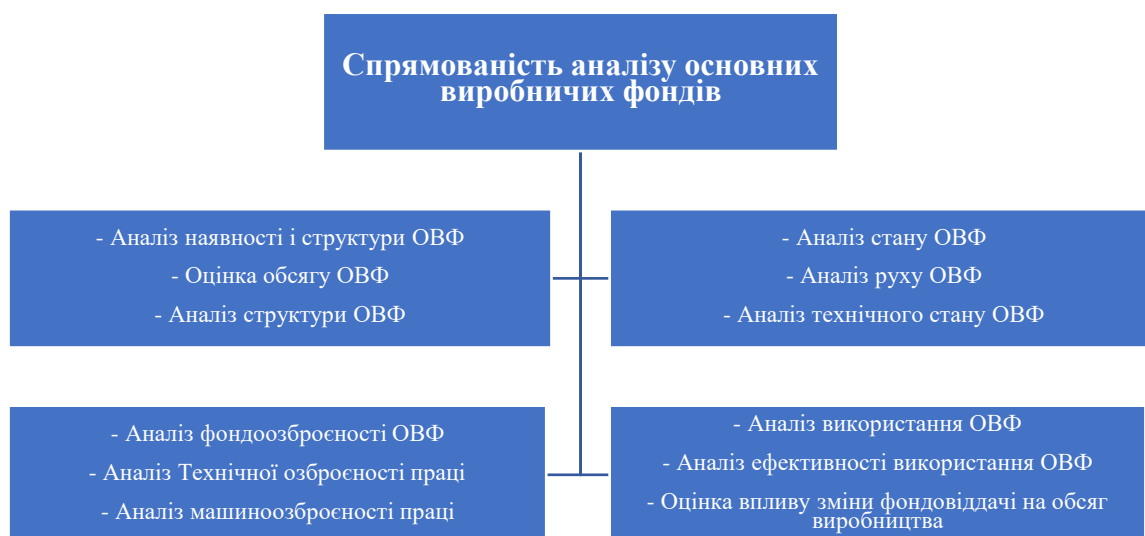 Спрямованість аналізу основних
виробничих фондів
- Аналіз наявності і структури ОВФ
- Оцінка обсягу ОВФ
- Аналіз структури ОВФ
- Аналіз стану ОВФ
- Аналіз руху ОВФ
- Аналіз технічного стану ОВФ
- Аналіз фондоозброєності ОВФ
- Аналіз Технічної озброєності праці
- Аналіз машиноозброєності праці
- Аналіз використання ОВФ
- Аналіз ефективності використання ОВФ
- Оцінка впливу зміни фондовіддачі на обсяг
виробництва